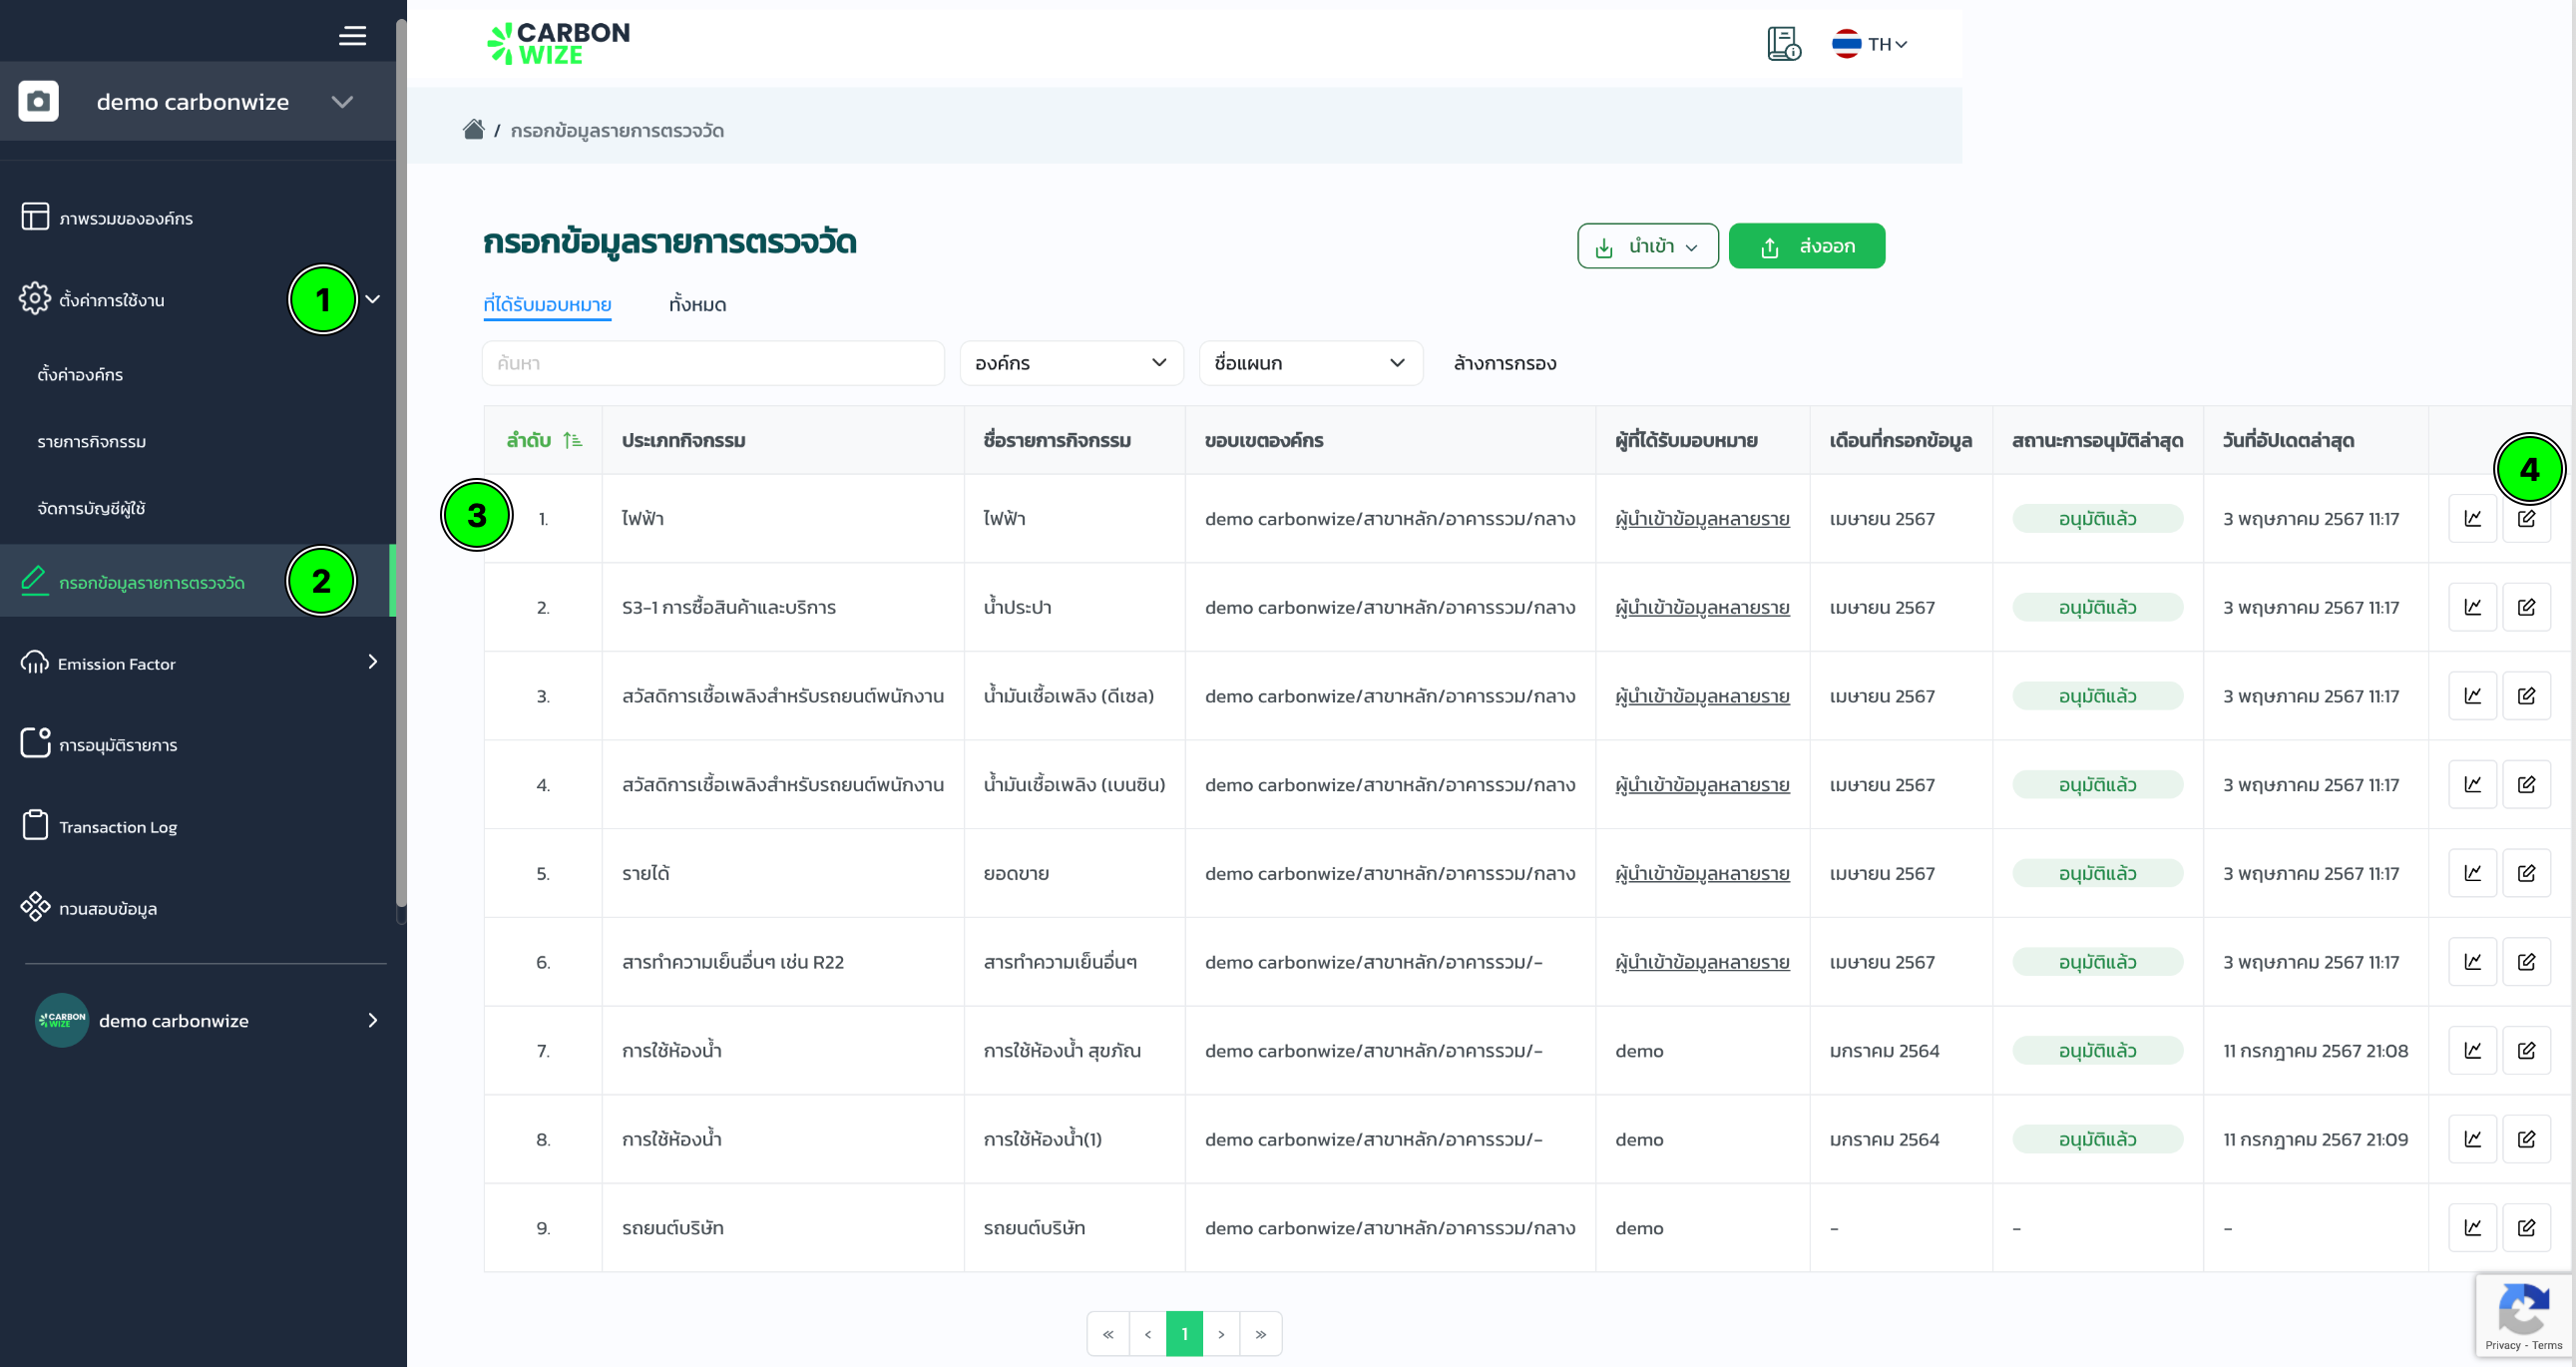 demo carbonwize
ภาพรวมขององค์กร
ตั้งค่าการใช้งาน
1
ตั้งค่าองค์กร
รายการกิจกรรม
จัดการบัญชีผู้ใช้
กรอกข้อมูลรายการตรวจวัด
2
Emission Factor
การอนุมัติรายการ
Transaction Log
ทวนสอบข้อมูล
CARBON
WIZE
demo carbonwize
CARBON
WIZE
TH
/ กรอกข้อมูลรายการตรวจวัด
กรอกข้อมูลรายการตรวจวัด
นำเข้า
ส่งออก
ที่ได้รับมอบหมาย ทั้งหมด
ค้นหา องค์กร ชื่อแผนก ล้างการกรอง
ลำดับ ประเภทกิจกรรม ชื่อรายการกิจกรรม ขอบเขตองค์กร ผู้ที่ได้รับมอบหมาย เดือนที่กรอกข้อมูล สถานะการอนุมัติล่าสุด วันที่อัปเดตล่าสุด
4
3
1. ไฟฟ้า ไฟฟ้า demo carbonwize/สาขาหลัก/อาคารรวม/กลาง ผู้นำเข้าข้อมูลหลายราย เมษายน 2567 อนุมัติแล้ว 3 พฤษภาคม 2567 11:17
2. S3-1 การซื้อสินค้าและบริการ น้ำประปา demo carbonwize/สาขาหลัก/อาคารรวม/กลาง ผู้นำเข้าข้อมูลหลายราย เมษายน 2567 อนุมัติแล้ว 3 พฤษภาคม 2567 11:17
3. สวัสดิการเชื้อเพลิงสำหรับรถยนต์พนักงาน น้ำมันเชื้อเพลิง (ดีเซล) demo carbonwize/สาขาหลัก/อาคารรวม/กลาง ผู้นำเข้าข้อมูลหลายราย เมษายน 2567 อนุมัติแล้ว 3 พฤษภาคม 2567 11:17
4. สวัสดิการเชื้อเพลิงสำหรับรถยนต์พนักงาน น้ำมันเชื้อเพลิง (เบนซิน) demo carbonwize/สาขาหลัก/อาคารรวม/กลาง ผู้นำเข้าข้อมูลหลายราย เมษายน 2567 อนุมัติแล้ว 3 พฤษภาคม 2567 11:17
5. รายได้ ยอดขาย demo carbonwize/สาขาหลัก/อาคารรวม/กลาง ผู้นำเข้าข้อมูลหลายราย เมษายน 2567 อนุมัติแล้ว 3 พฤษภาคม 2567 11:17
6. สารทำความเย็นอื่นๆ เช่น R22 สารทำความเย็นอื่นๆ demo carbonwize/สาขาหลัก/อาคารรวม/- ผู้นำเข้าข้อมูลหลายราย เมษายน 2567 อนุมัติแล้ว 3 พฤษภาคม 2567 11:17
7. การใช้ห้องน้ำ การใช้ห้องน้ำ สุขภัณ demo carbonwize/สาขาหลัก/อาคารรวม/- demo มกราคม 2564 อนุมัติแล้ว 11 กรกฎาคม 2567 21:08
8. การใช้ห้องน้ำ การใช้ห้องน้ำ(1) demo carbonwize/สาขาหลัก/อาคารรวม/- demo มกราคม 2564 อนุมัติแล้ว 11 กรกฎาคม 2567 21:09
9. รถยนต์บริษัท รถยนต์บริษัท demo carbonwize/สาขาหลัก/อาคารรวม/กลาง demo - - -
« ‹ 1 › »
Privacy - Terms